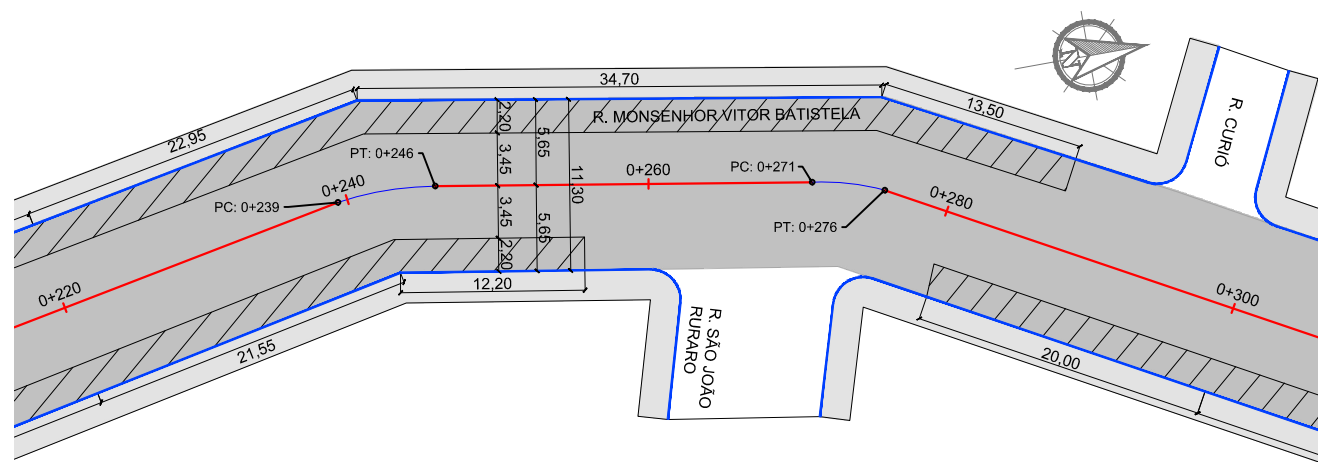 34,70
13,50
22,95
R. MONSENHOR VITOR BATISTELA
R. CURIÓ
2,20
5,65
3,45
11,30
3,45
5,65
2,20
PT: 0+246
0+240
PC: 0+239
0+260
PC: 0+271
PT: 0+276
0+280
0+220
0+300
12,20
21,55
R. SÃO JOÃO
RURARO
20,00